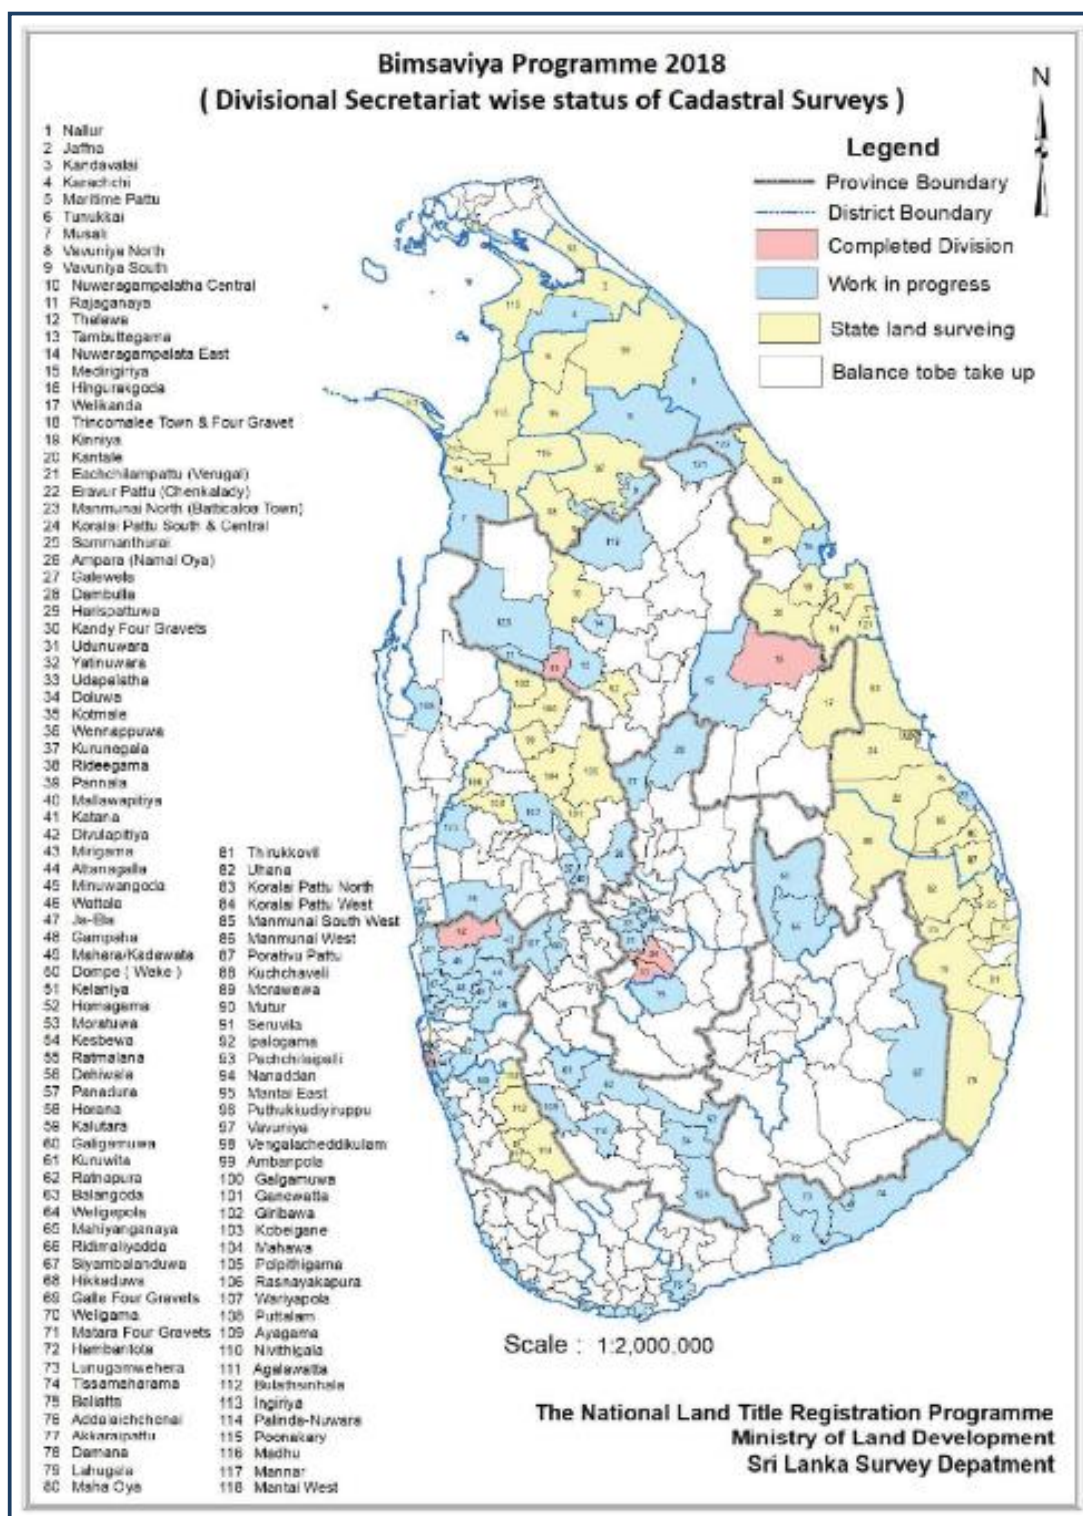 Bimsaviya Programme 2018
( Divisional Secretariat wise status of Cadastral Surveys )
N
Legend
Province Boundary
District Boundary
Completed Division
Work in progress
State land surveing
Balance tobe take up
1 Nallur
2 Jaffna
3 Kandavalai
4 Karachchi
5 Maritime Pattu
6 Tunukkai
7 Musali
8 Vavuniya North
9 Vavuniya South
10 Nuweragampalatha Central
11 Rajaganaya
12 Thalawa
13 Tambuttegama
14 Nuweragampalata East
15 Medirigiriya
16 Hingurakgoda
17 Welikanda
18 Trincomalee Town & Four Gravet
19 Kinniya
20 Kantale
21 Eachchilampattu (Verugal)
22 Eravur Pattu (Chenkalady)
23 Manmunai North (Batticaloa Town)
24 Koralai Pattu South & Central
25 Sammanthurai
26 Ampara (Namal Oya)
27 Galewela
28 Dambulla
29 Harispattuwa
30 Kandy Four Gravets
31 Udunuwara
32 Yatinuwara
33 Udapalatha
34 Doluwa
35 Kotmale
36 Wennappuwa
37 Kurunegala
38 Rideegama
39 Pannala
40 Mallawapitiya
41 Katana
42 Divulapitiya
43 Mirigama
44 Attanagalla
45 Minuwangoda
46 Wattala
47 Ja-Ela
48 Gampaha
49 Mahara/Kadawata
50 Dompe ( Weke )
51 Kelaniya
52 Homagama
53 Moratuwa
54 Kesbewa
55 Ratmalana
56 Dehiwala
57 Panadura
58 Horana
59 Kalutara
60 Galigamuwa
61 Kuruwita
62 Ratnapura
63 Balangoda
64 Weligepola
65 Mahiyanganaya
66 Ridimaliyadda
67 Siyambalanduwa
68 Hikkaduwa
69 Galle Four Gravets
70 Weligama
71 Matara Four Gravets
72 Hambantota
73 Lunugamwehera
74 Tissamaharama
75 Beliatta
76 Addalaichchenai
77 Akkaraipattu
78 Damana
79 Lahugala
80 Maha Oya
81 Thirukkovil
82 Uhana
83 Koralai Pattu North
84 Koralai Pattu West
85 Manmunai South West
86 Manmunai West
87 Porativu Pattu
88 Kuchchaveli
89 Morawewa
90 Mutur
91 Seruvila
92 Ipalogama
93 Pachchilaipalli
94 Nanaddan
95 Mantai East
96 Puthukkudiyiruppu
97 Vavuniya
98 Vengalacheddikulam
99 Ambanpola
100 Galgamuwa
101 Ganewatta
102 Giribawa
103 Kobeigane
104 Mahawa
105 Polpithigama
106 Rasnayakapura
107 Wariyapola
108 Puttalam
109 Ayagama
110 Nivithigala
111 Agalawatta
112 Bulathsinhala
113 Ingiriya
114 Palinda-Nuwara
115 Poonakary
116 Madhu
117 Mannar
118 Mantai West
Scale : 1:2,000,000
The National Land Title Registration Programme
Ministry of Land Development
Sri Lanka Survey Depatment